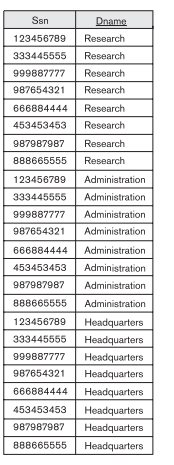 Ssn Dname
123456789 Research
333445555 Research
999887777 Research
987654321 Research
666884444 Research
453453453 Research
987987987 Research
888665555 Research
123456789 Administration
333445555 Administration
999887777 Administration
987654321 Administration
666884444 Administration
453453453 Administration
987987987 Administration
888665555 Administration
123456789 Headquarters
333445555 Headquarters
999887777 Headquarters
987654321 Headquarters
666884444 Headquarters
453453453 Headquarters
987987987 Headquarters
888665555 Headquarters